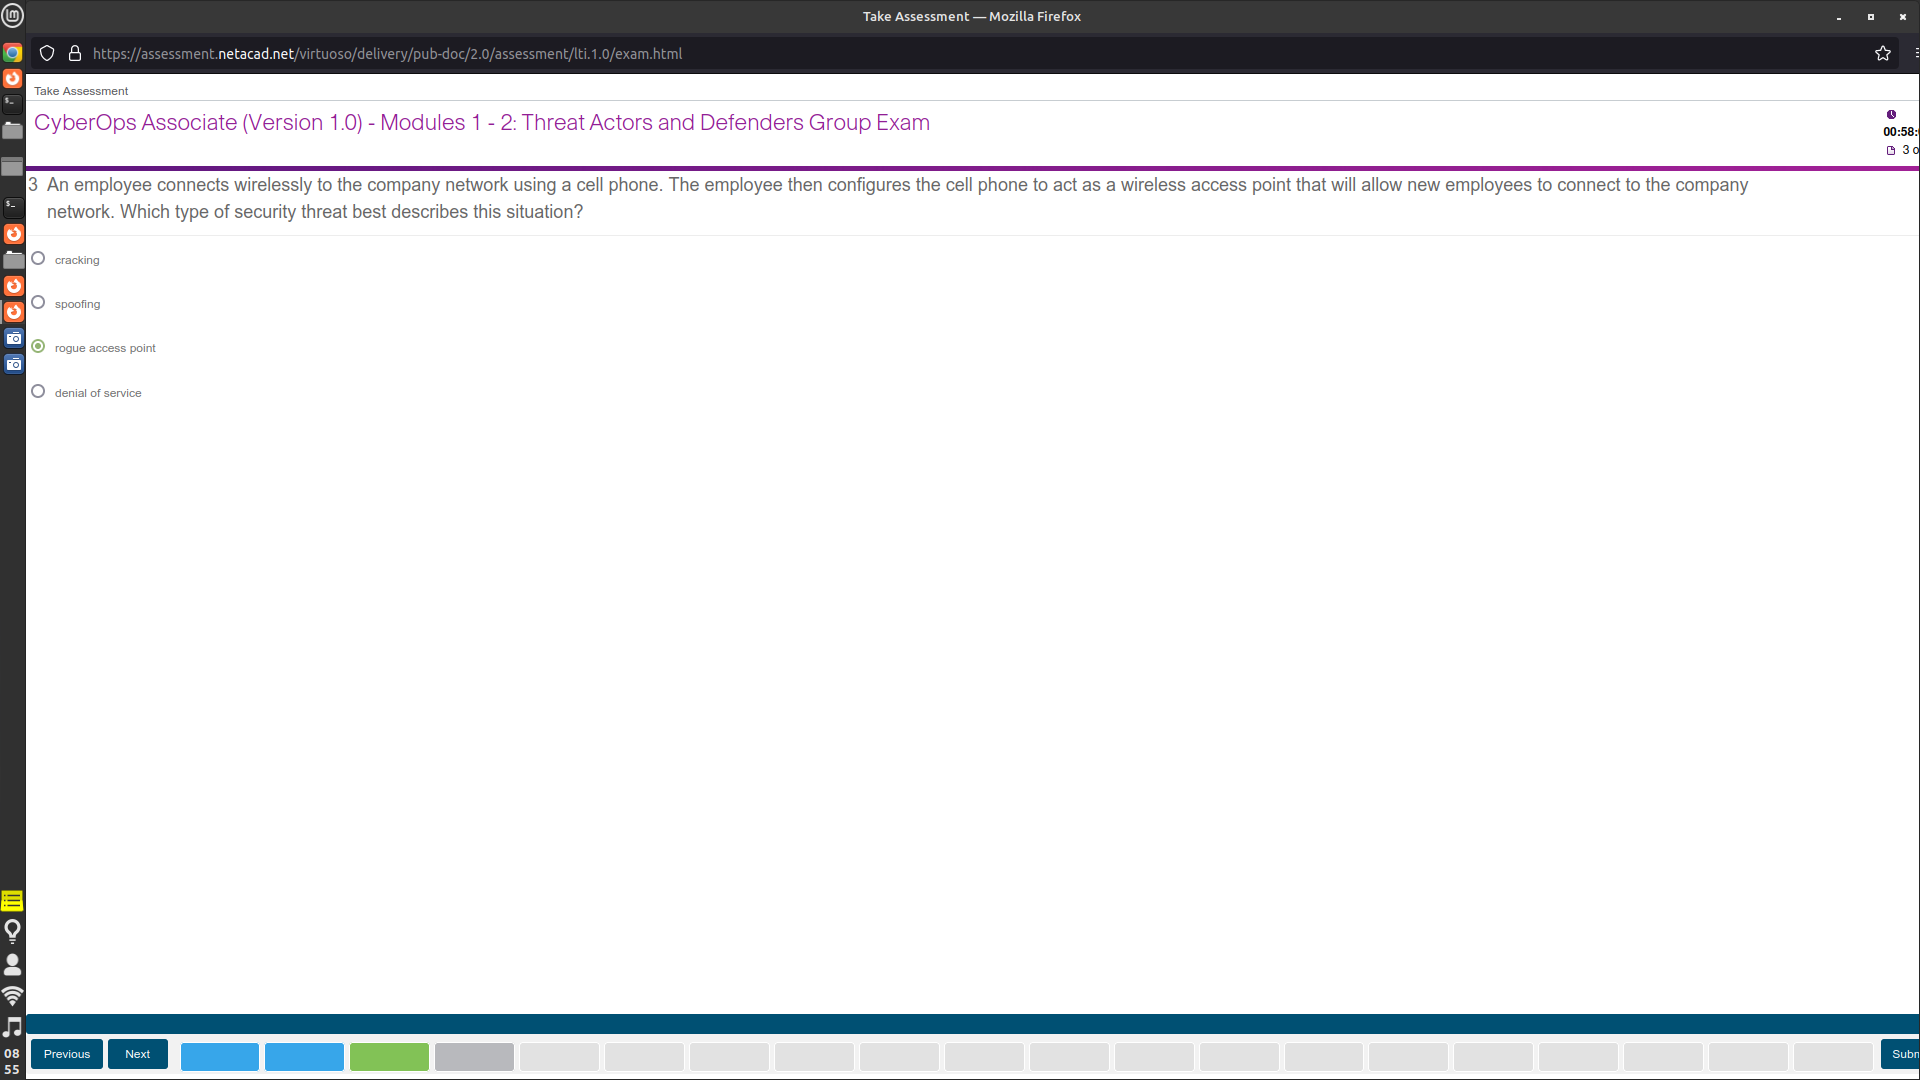 Take Assessment — Mozilla Firefox
https://assessment.netacad.net/virtuoso/delivery/pub-doc/2.0/assessment/lti.1.0/exam.html
Take Assessment
CyberOps Associate (Version 1.0) - Modules 1 - 2: Threat Actors and Defenders Group Exam
00:58:
3 o
3 An employee connects wirelessly to the company network using a cell phone. The employee then configures the cell phone to act as a wireless access point that will allow new employees to connect to the company
network. Which type of security threat best describes this situation?
cracking
spoofing
rogue access point
denial of service
Previous
Next
Subm
08
55